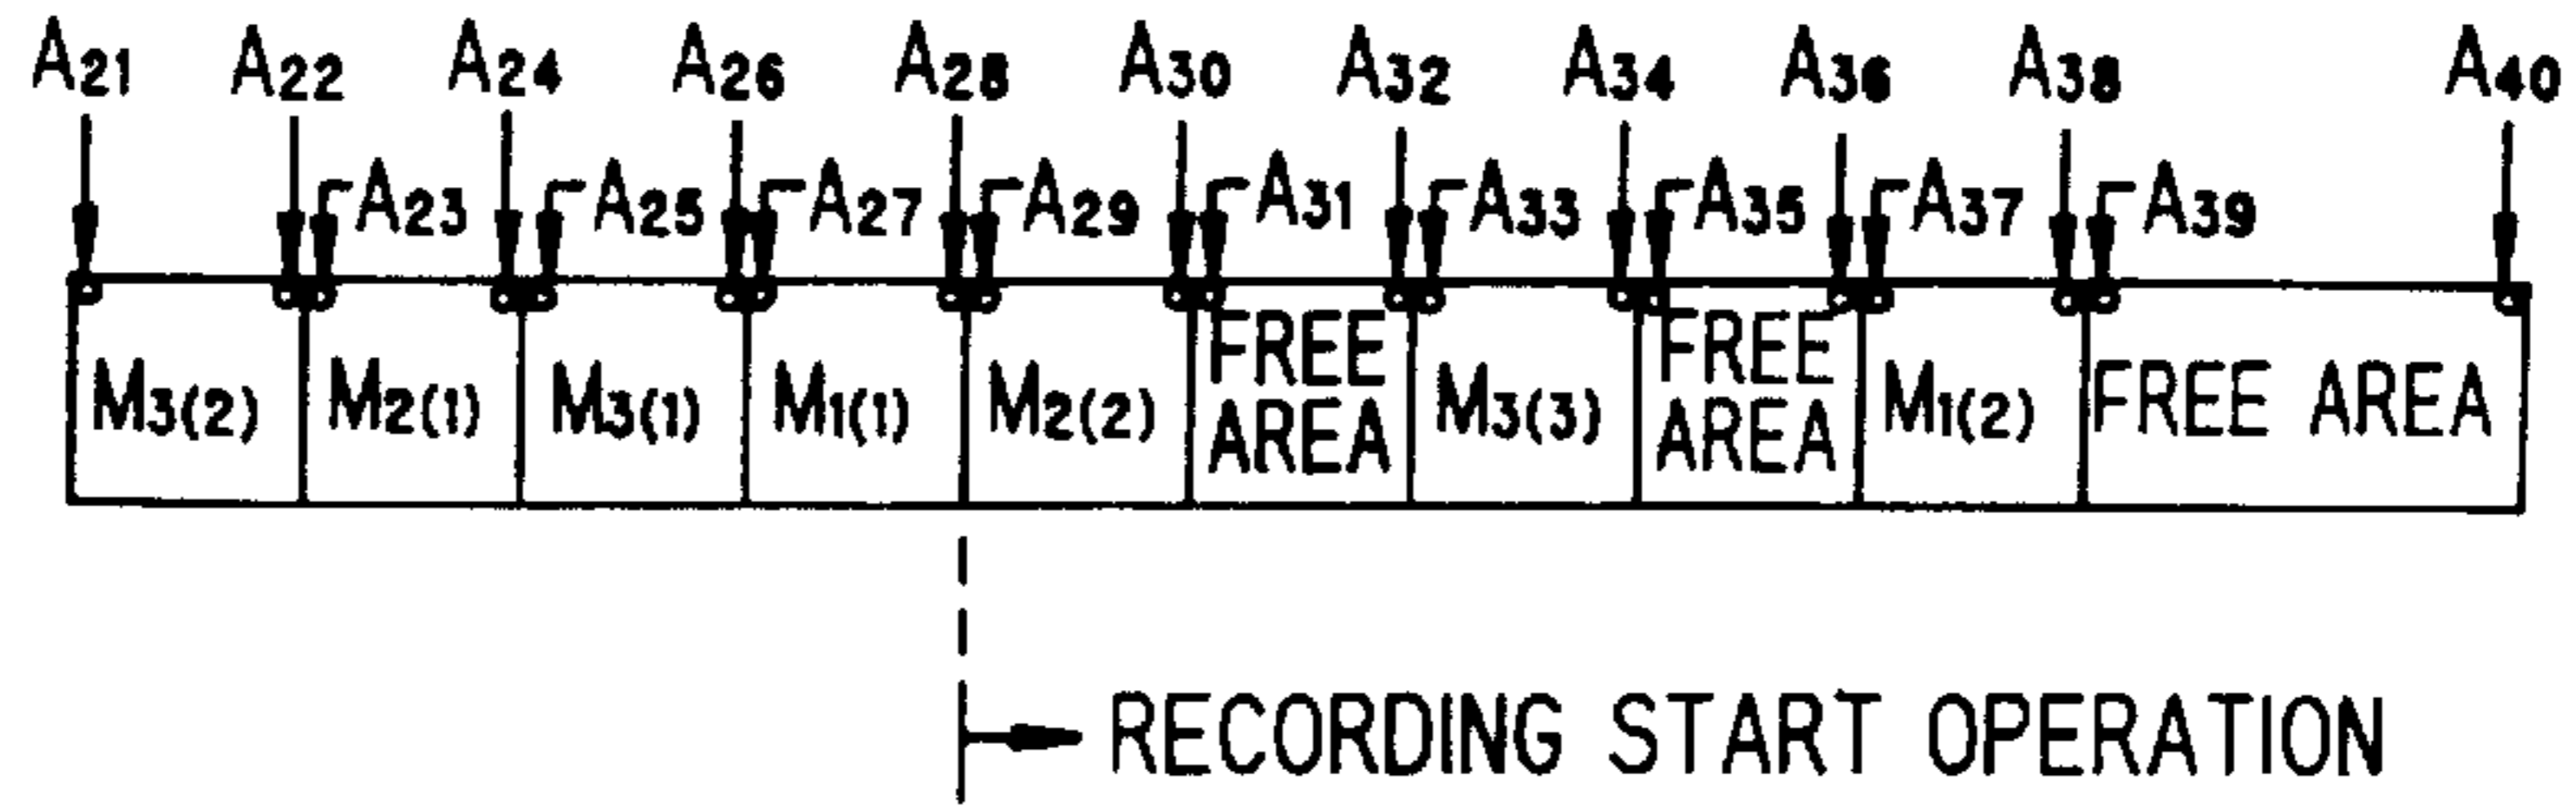 A21 A22 A24 A26 A28 A30 A32 A34 A36 A38 A40
A23 A25 A27 A29 A31 A33 A35 A37 A39
M3(2) M2(1) M3(1) M1(1) M2(2) FREE AREA M3(3) FREE AREA M1(2) FREE AREA
RECORDING START OPERATION